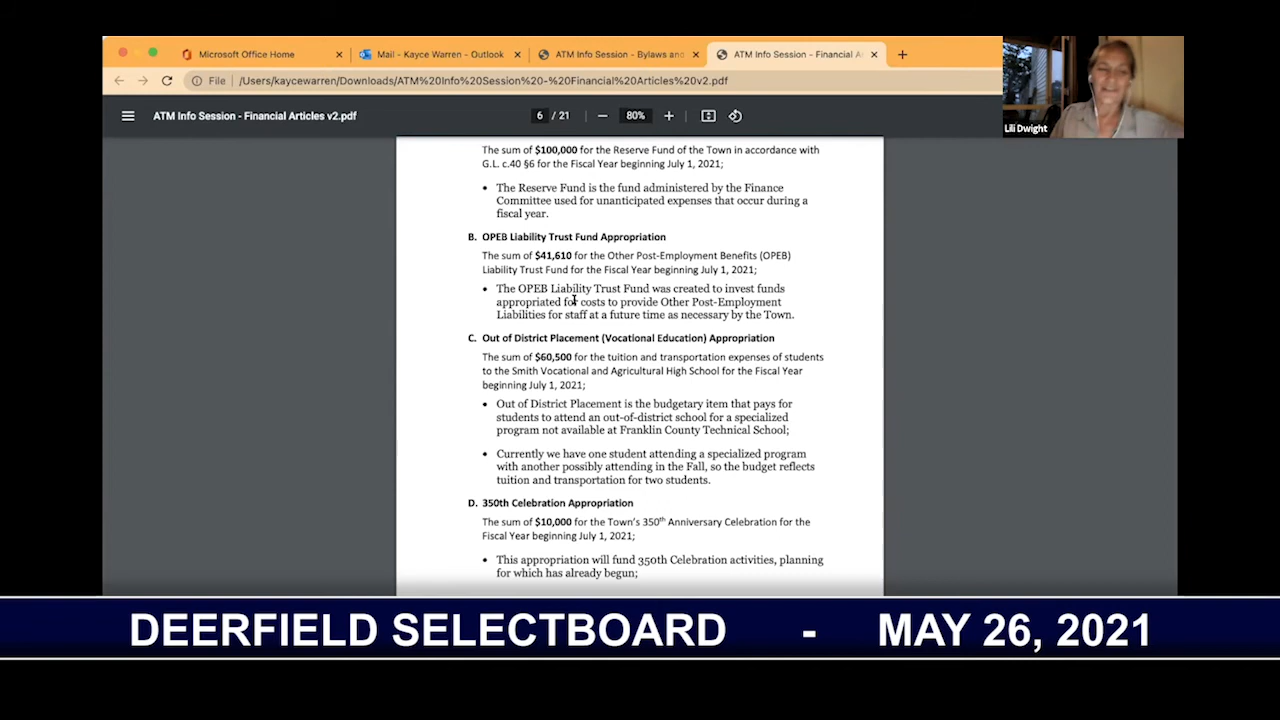 Microsoft Office Home
Mail - Kayce Warren - Outlook
ATM Info Session - Bylaws and
ATM Info Session - Financial A
File
/Users/kaycewarren/Downloads/ATM%20Info%20Session%20-%20Financial%20Articles%20v2.pdf
ATM Info Session - Financial Articles v2.pdf
6 / 21
80%
Lili Dwight
The sum of $100,000 for the Reserve Fund of the Town in accordance with
G.L. c.40 §6 for the Fiscal Year beginning July 1, 2021;
• The Reserve Fund is the fund administered by the Finance
Committee used for unanticipated expenses that occur during a
fiscal year.
B. OPEB Liability Trust Fund Appropriation
The sum of $41,610 for the Other Post-Employment Benefits (OPEB)
Liability Trust Fund for the Fiscal Year beginning July 1, 2021;
• The OPEB Liability Trust Fund was created to invest funds
appropriated for costs to provide Other Post-Employment
Liabilities for staff at a future time as necessary by the Town.
C. Out of District Placement (Vocational Education) Appropriation
The sum of $60,500 for the tuition and transportation expenses of students
to the Smith Vocational and Agricultural High School for the Fiscal Year
beginning July 1, 2021;
• Out of District Placement is the budgetary item that pays for
students to attend an out-of-district school for a specialized
program not available at Franklin County Technical School;
• Currently we have one student attending a specialized program
with another possibly attending in the Fall, so the budget reflects
tuition and transportation for two students.
D. 350th Celebration Appropriation
The sum of $10,000 for the Town's 350th Anniversary Celebration for the
Fiscal Year beginning July 1, 2021;
• This appropriation will fund 350th Celebration activities, planning
for which has already begun;
DEERFIELD SELECTBOARD - MAY 26, 2021